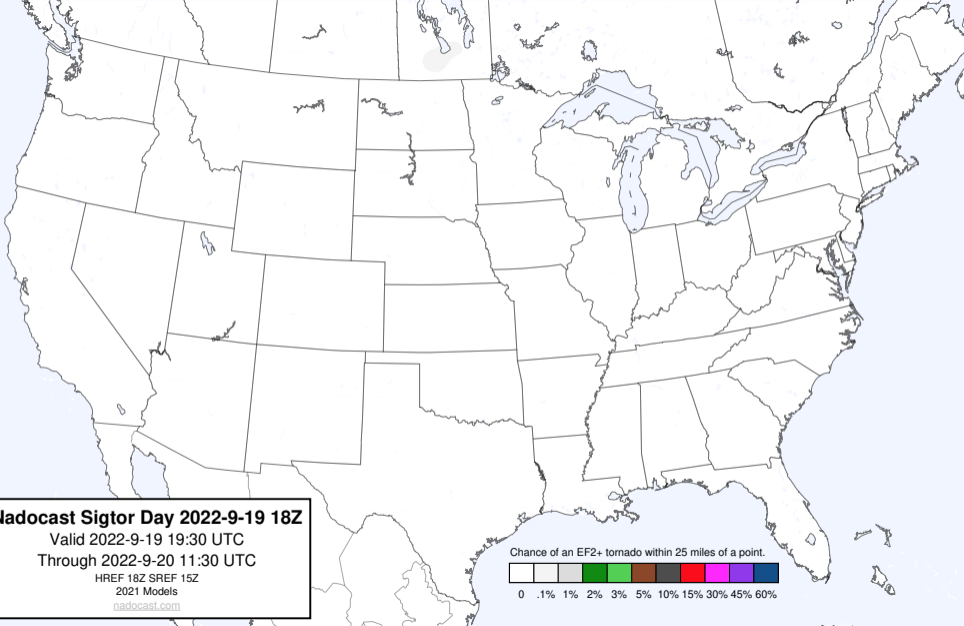 Nadocast Sigtor Day 2022-9-19 18Z
Valid 2022-9-19 19:30 UTC
Through 2022-9-20 11:30 UTC
HREF 18Z SREF 15Z
2021 Models
nadocast.com
Chance of an EF2+ tornado within 25 miles of a point.
0 .1% 1% 2% 3% 5% 10% 15% 30% 45% 60%